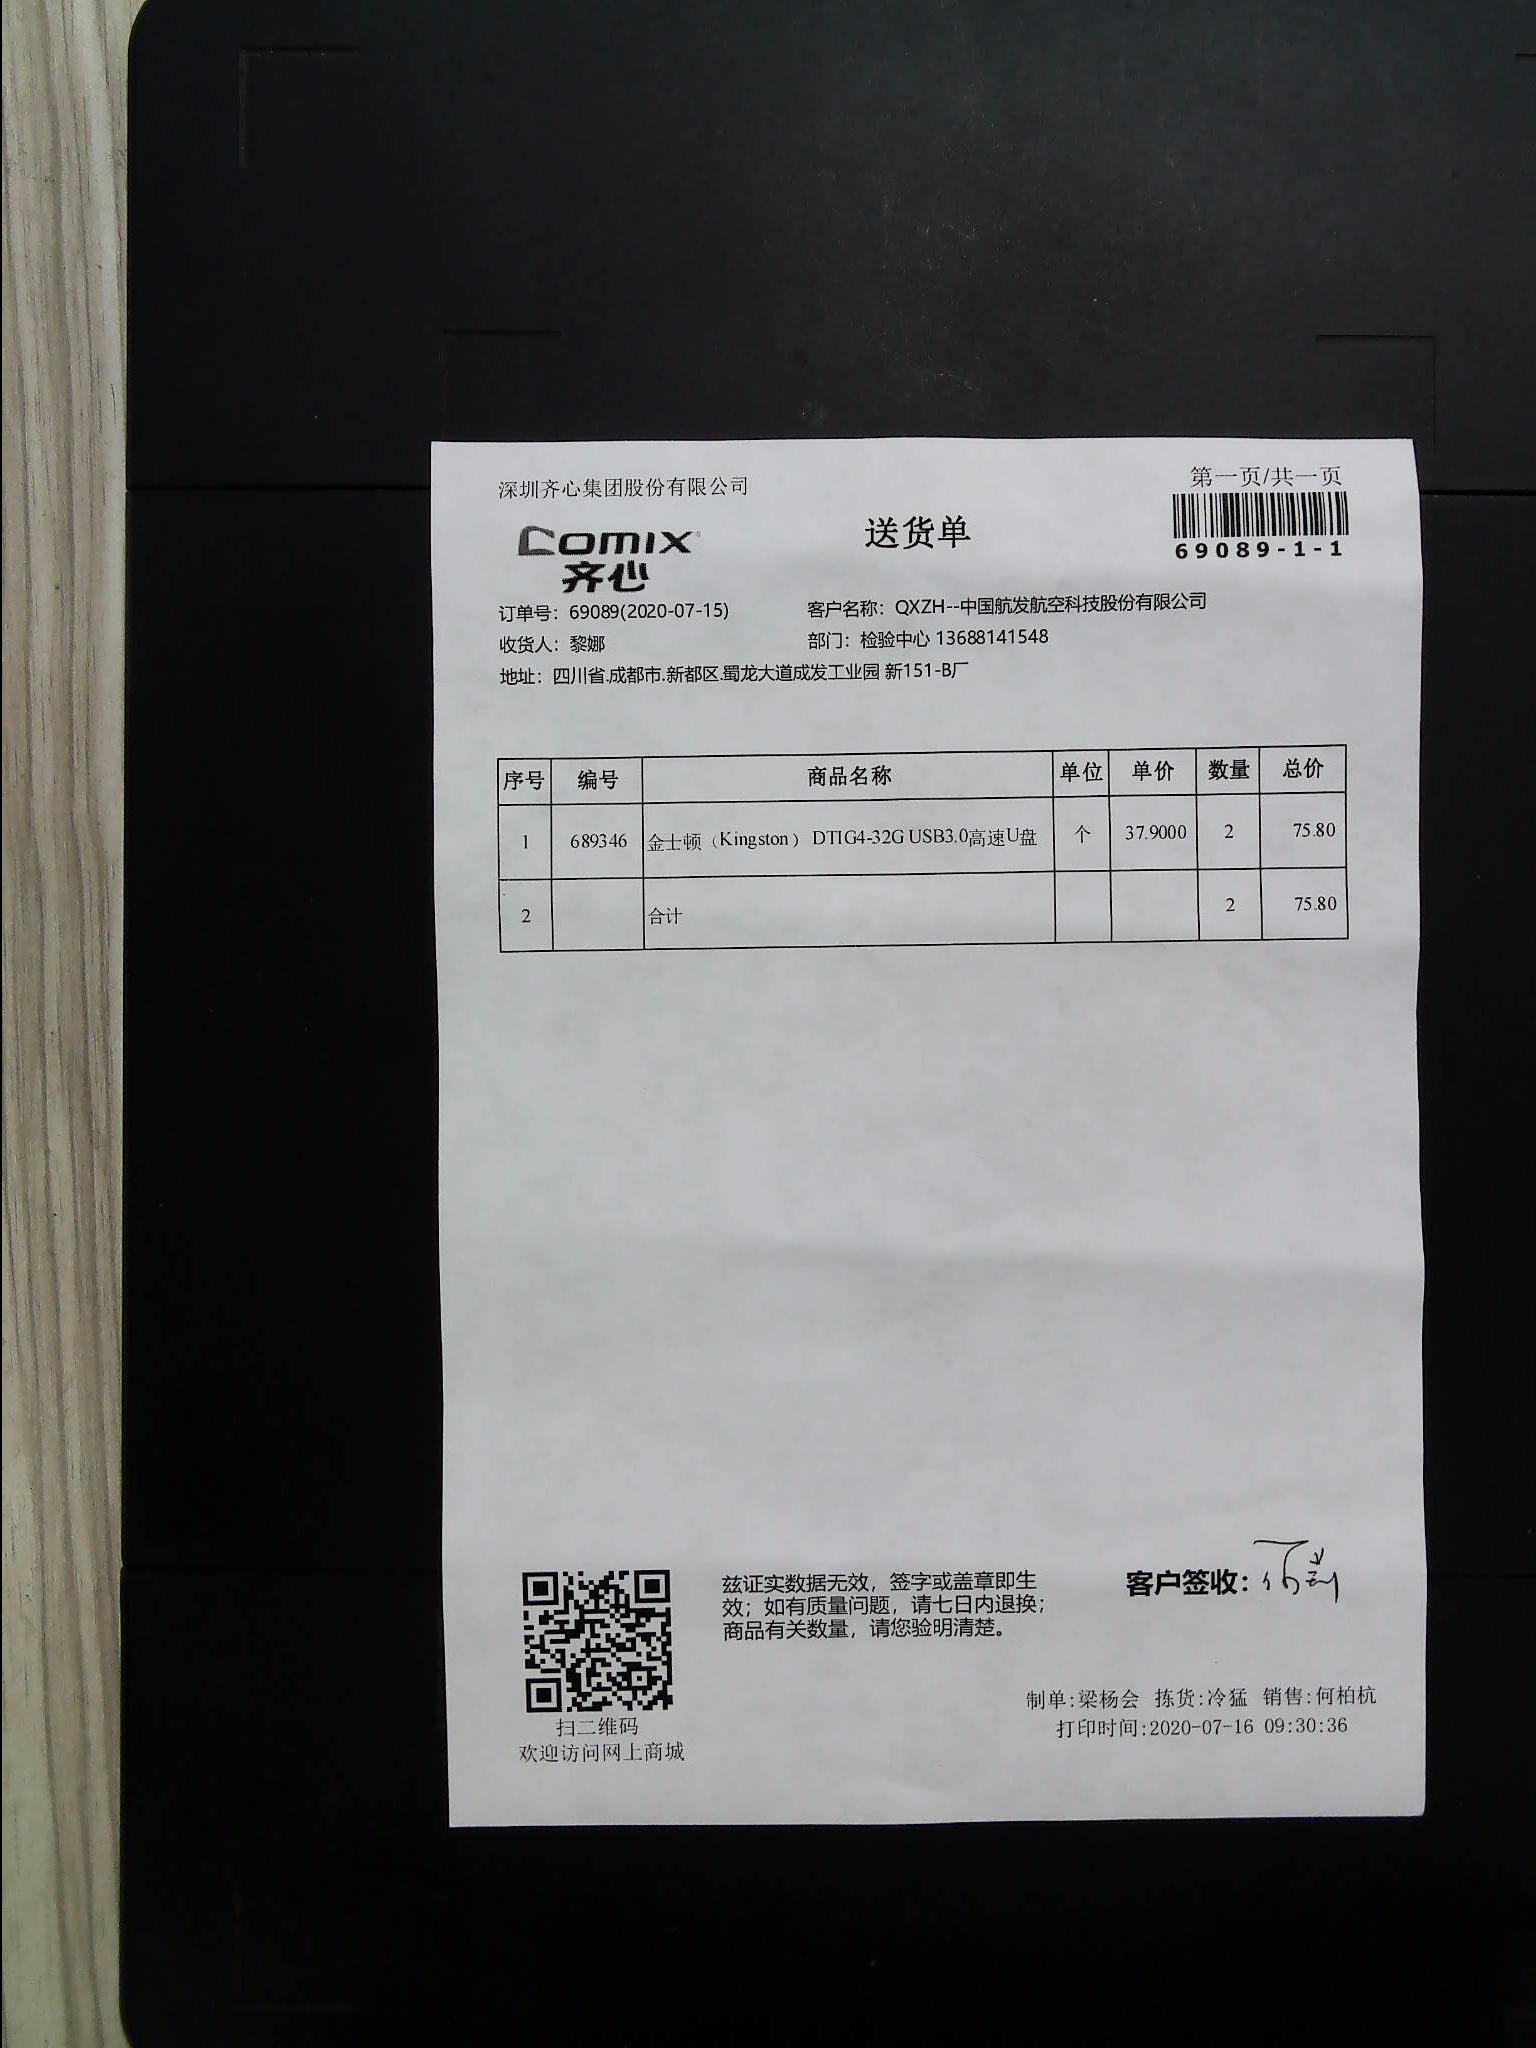 深圳齐心集团股份有限公司
第一页/共一页
COMIX
齐心
送货单
69089-1-1
订单号：69089(2020-07-15)
客户名称：QXZH--中国航发航空科技股份有限公司
收货人：黎娜
部门：检验中心 13688141548
地址：四川省.成都市.新都区.蜀龙大道成发工业园 新151-B厂
序号 编号 商品名称 单位 单价 数量 总价
1 689346 金士顿（Kingston） DTIG4-32G USB3.0高速U盘 个 37.9000 2 75.80
2 合计 2 75.80
兹证实数据无效，签字或盖章即生
效；如有质量问题，请七日内退换；
商品有关数量，请您验明清楚。
客户签收：
扫二维码
欢迎访问网上商城
制单:梁杨会 拣货:冷猛 销售:何柏杭
打印时间:2020-07-16 09:30:36